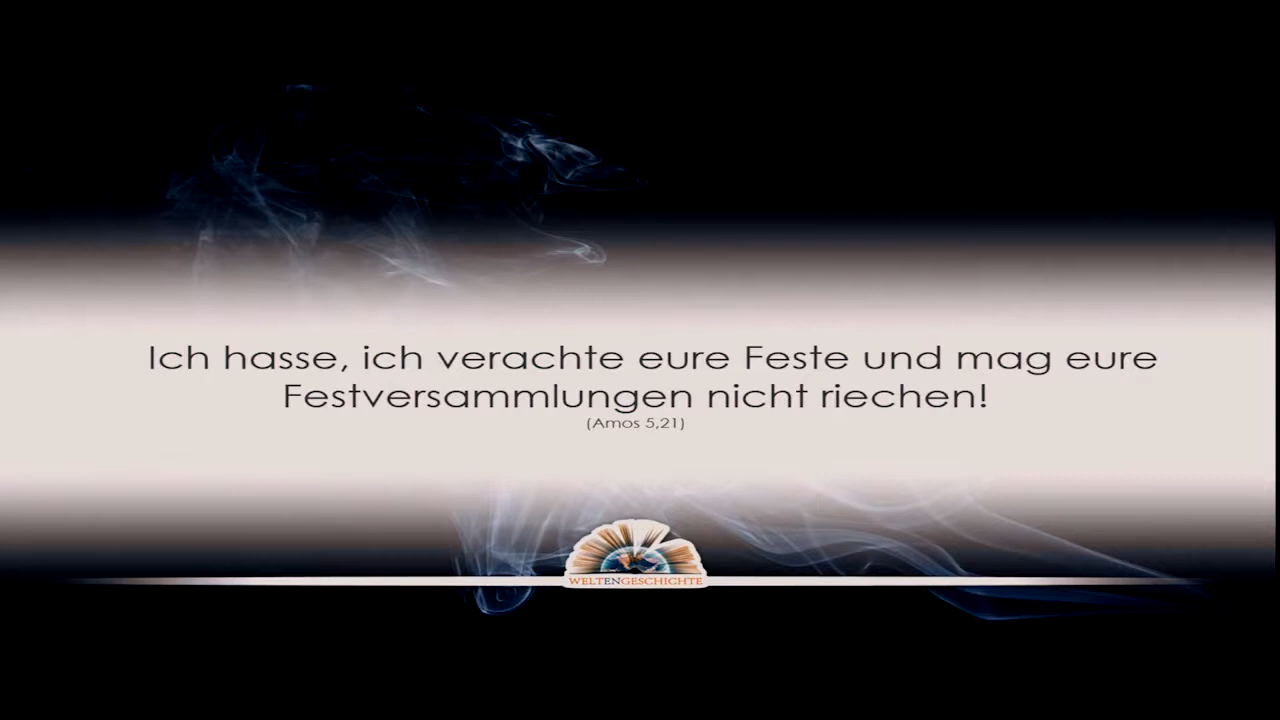 Ich hasse, ich verachte eure Feste und mag eure
Festversammlungen nicht riechen!
(Amos 5,21)
WELTENGESCHICHTE